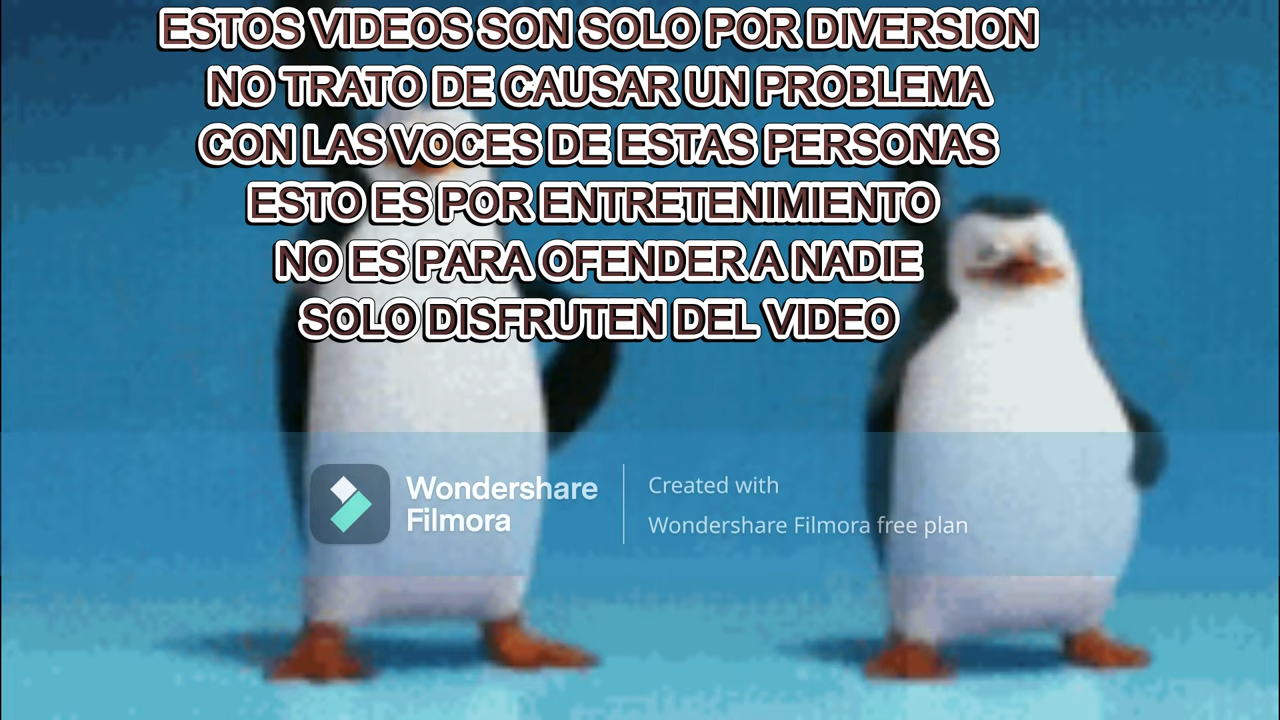 ESTOS VIDEOS SON SOLO POR DIVERSION
NO TRATO DE CAUSAR UN PROBLEMA
CON LAS VOCES DE ESTAS PERSONAS
ESTO ES POR ENTRETENIMIENTO
NO ES PARA OFENDER A NADIE
SOLO DISFRUTEN DEL VIDEO
Wondershare
Filmora
Created with
Wondershare Filmora free plan